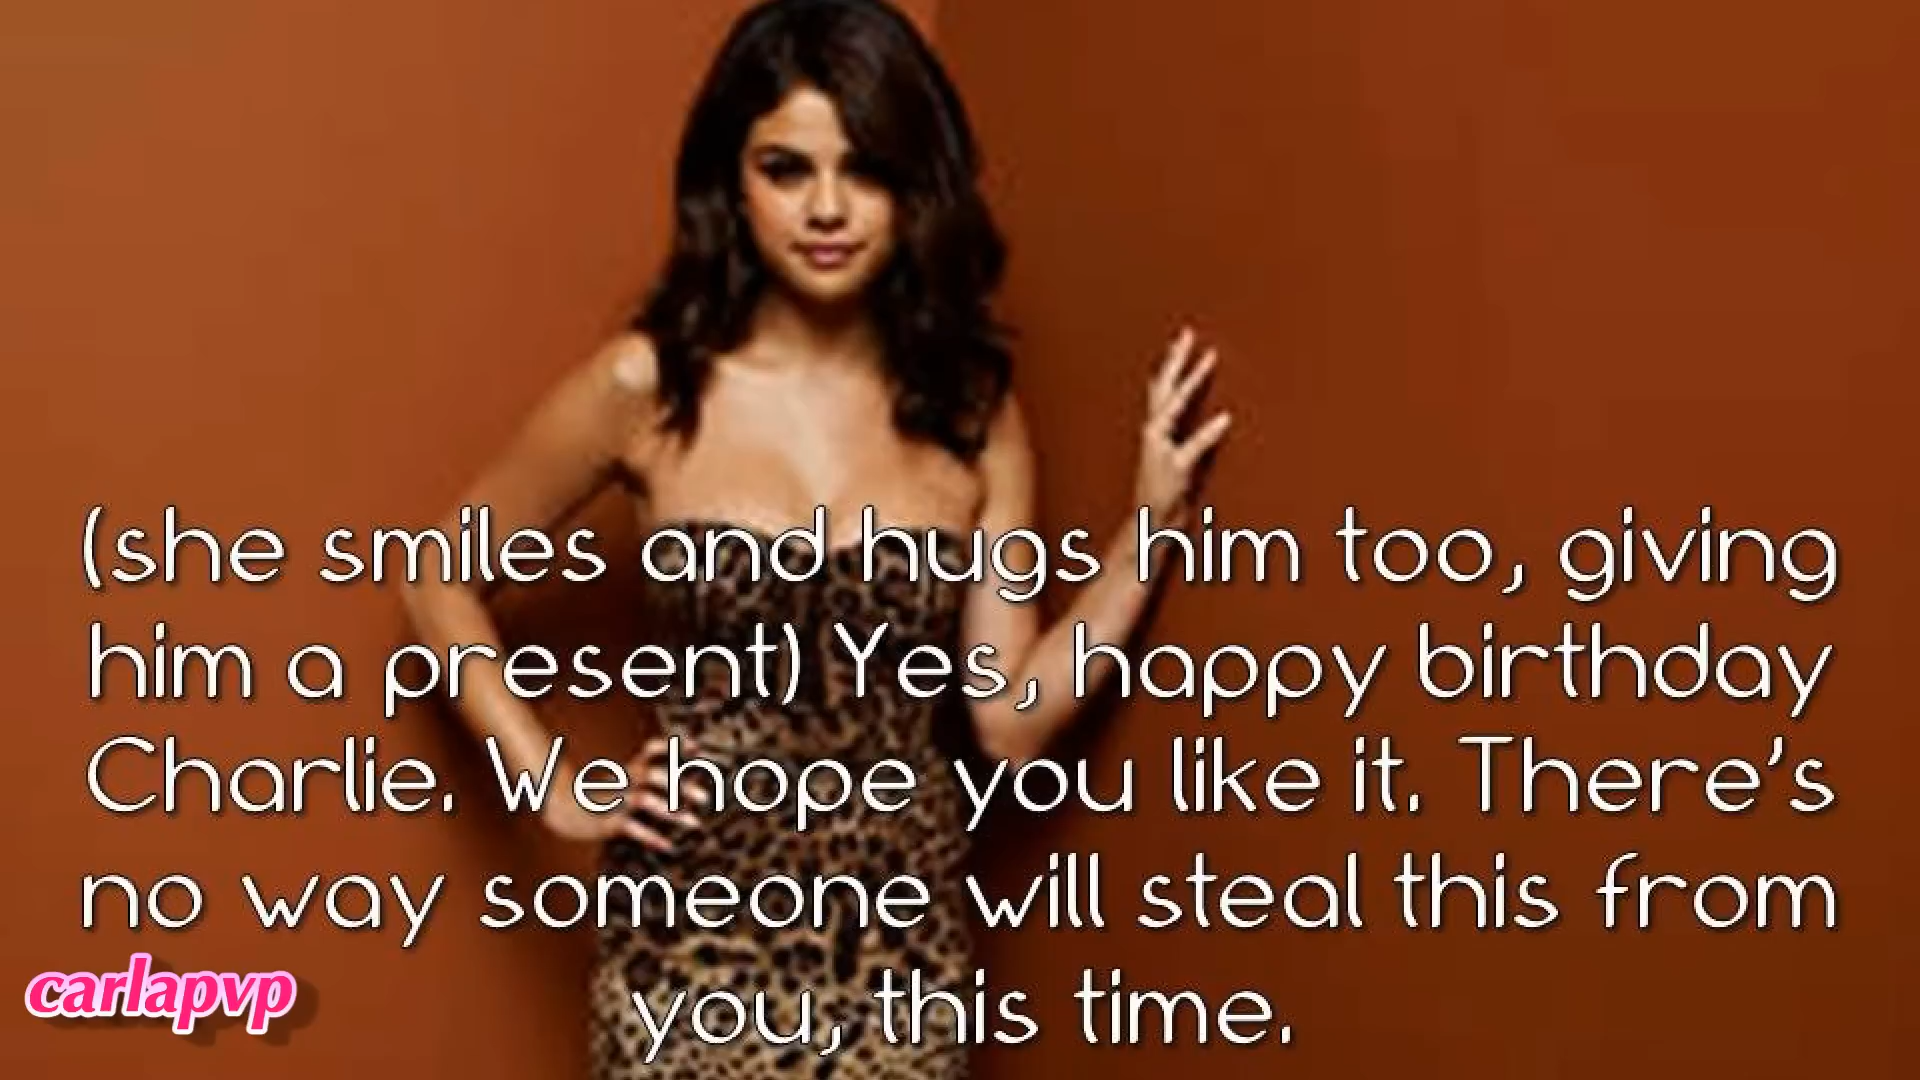 (she smiles and hugs him too, giving
him a present) Yes, happy birthday
Charlie. We hope you like it. There's
no way someone will steal this from
you, this time.
carlapvp